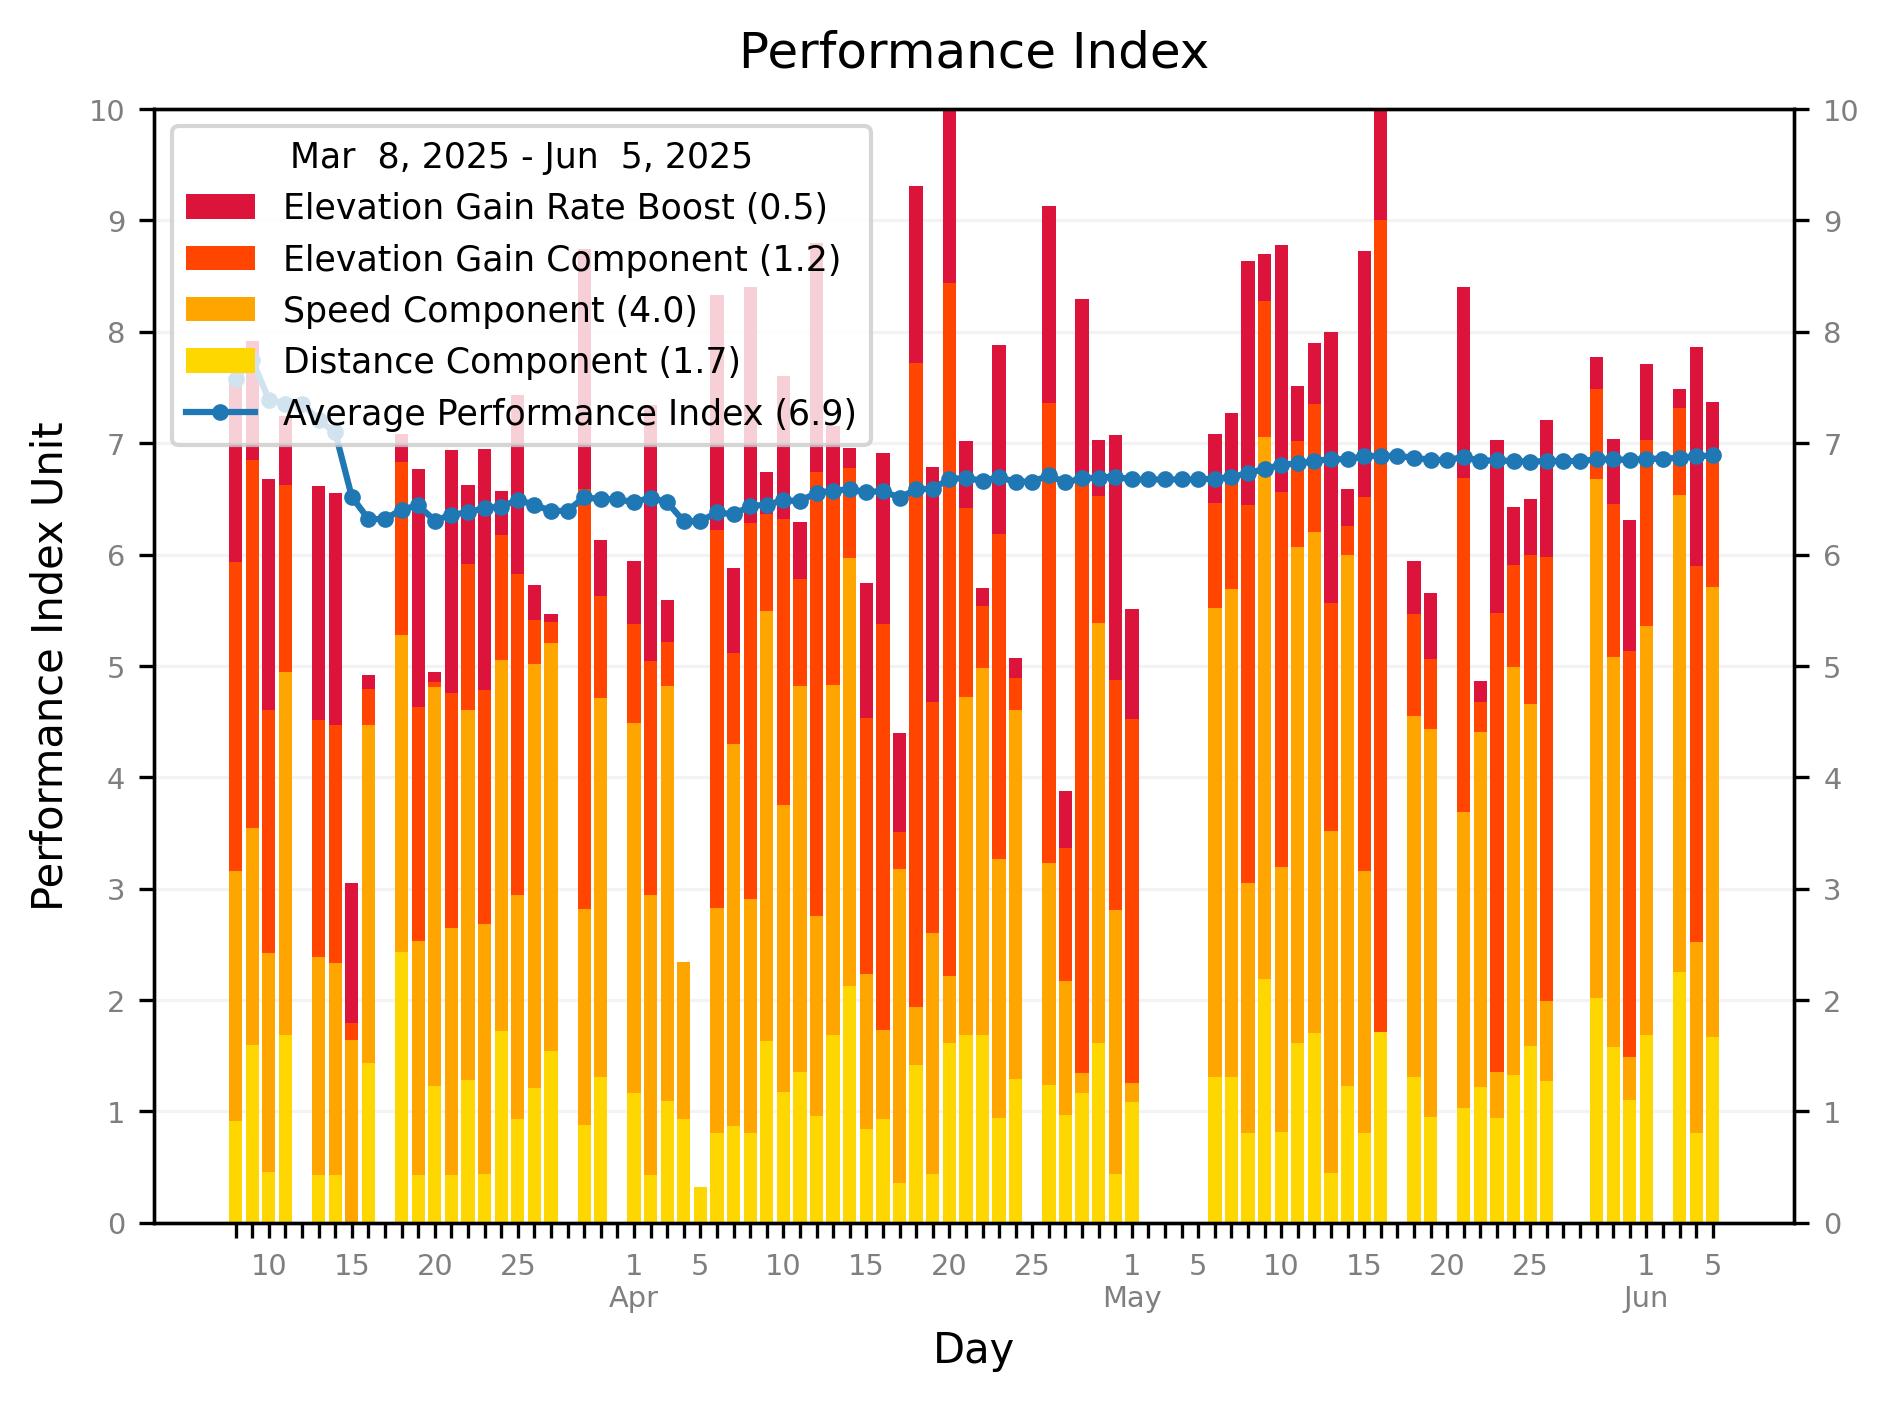 Performance Index
Mar  8, 2025 - Jun  5, 2025
Elevation Gain Rate Boost (0.5)
Elevation Gain Component (1.2)
Speed Component (4.0)
Distance Component (1.7)
Average Performance Index (6.9)
Performance Index Unit
10 10
9 9
8 8
7 7
6 6
5 5
4 4
3 3
2 2
1 1
0 0
10 15 20 25 1 5 10 15 20 25 1 5 10 15 20 25 1 5
Apr May Jun
Day